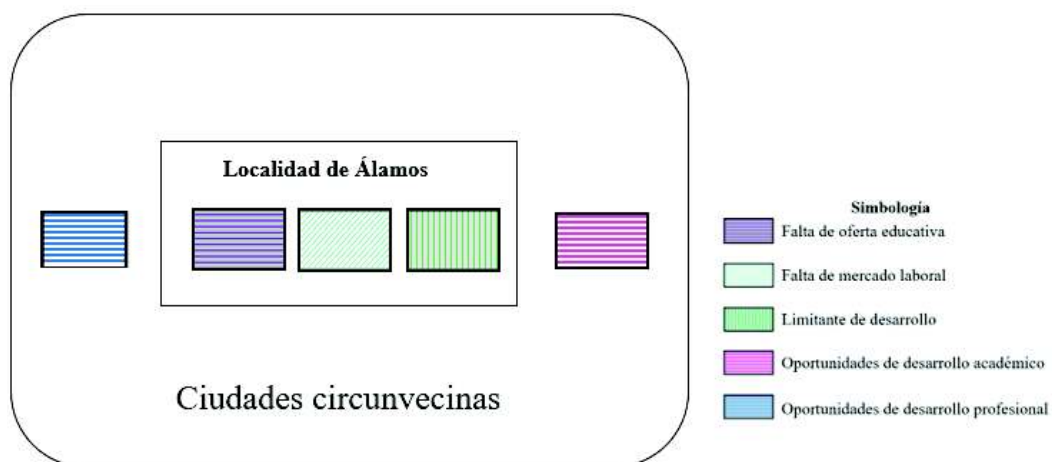 Localidad de Álamos
Ciudades circunvecinas
Simbología
Falta de oferta educativa
Falta de mercado laboral
Limitante de desarrollo
Oportunidades de desarrollo académico
Oportunidades de desarrollo profesional